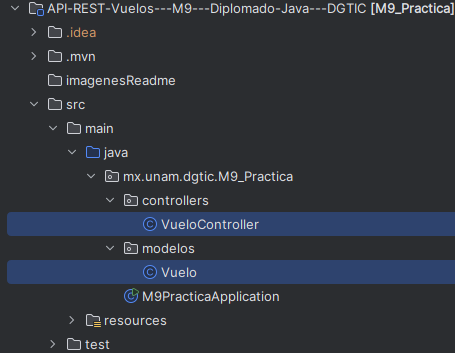 API-REST-Vuelos---M9---Diplomado-Java---DGTIC [M9_Practica]
.idea
.mvn
imagenesReadme
src
main
java
mx.unam.dgtic.M9_Practica
controllers
VueloController
modelos
Vuelo
M9PracticaApplication
resources
test